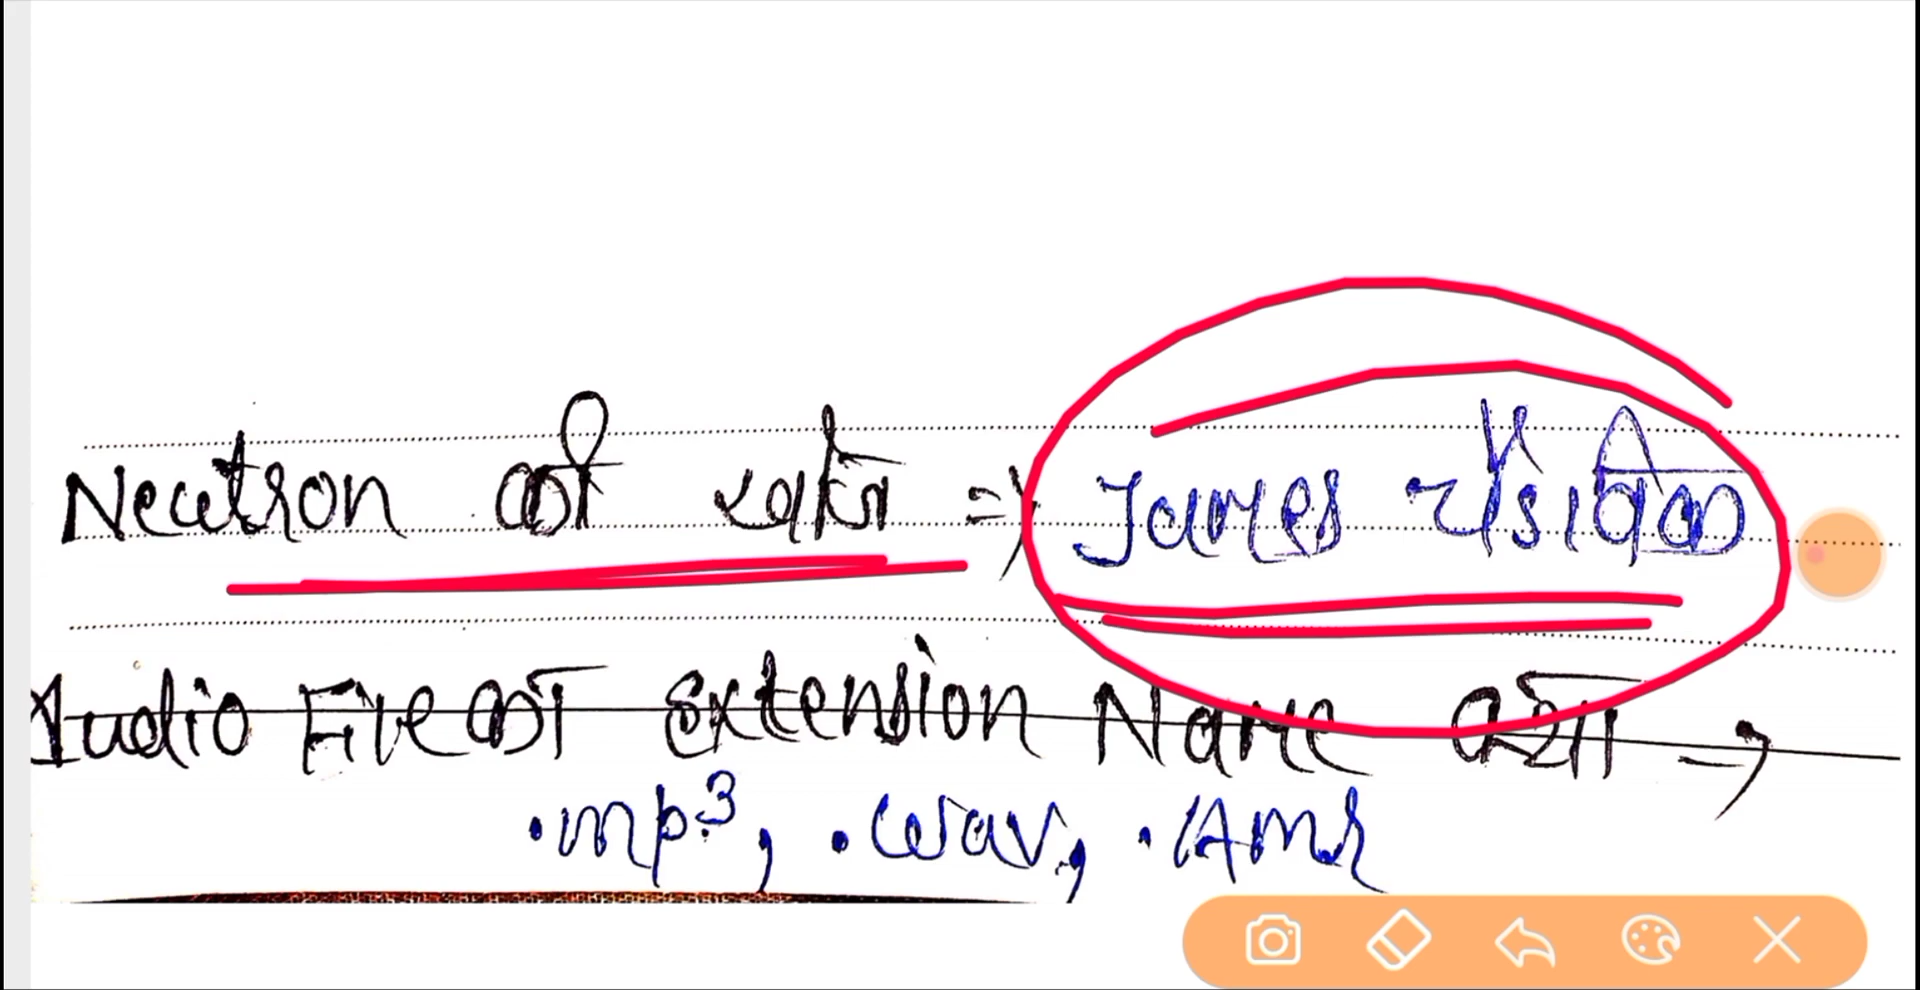 Neutron की खोज => James चैडविक
Audio File का extension Name क्या =>
.mp3, .wav, .Amr